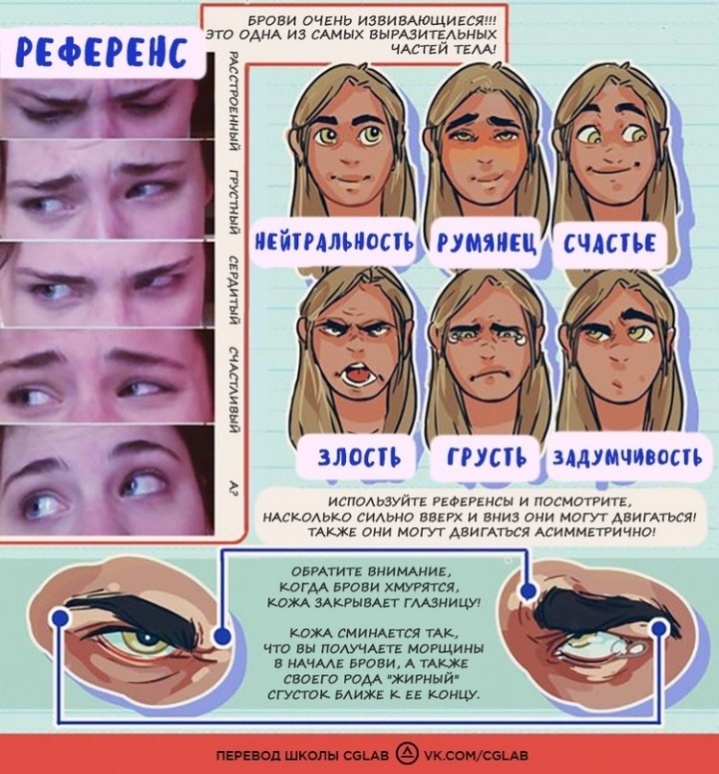 БРОВИ ОЧЕНЬ ИЗВИВАЮЩИЕСЯ!!!
ЭТО ОДНА ИЗ САМЫХ ВЫРАЗИТЕЛЬНЫХ
ЧАСТЕЙ ТЕЛА!
РЕФЕРЕНС
РАССТРОЕННЫЙ
ГРУСТНЫЙ
СЕРДИТЫЙ
СЧАСТЛИВЫЙ
А?
НЕЙТРАЛЬНОСТЬ
РУМЯНЕЦ
СЧАСТЬЕ
ЗЛОСТЬ
ГРУСТЬ
ЗАДУМЧИВОСТЬ
ИСПОЛЬЗУЙТЕ РЕФЕРЕНСЫ И ПОСМОТРИТЕ,
НАСКОЛЬКО СИЛЬНО ВВЕРХ И ВНИЗ ОНИ МОГУТ ДВИГАТЬСЯ!
ТАКЖЕ ОНИ МОГУТ ДВИГАТЬСЯ АСИММЕТРИЧНО!
ОБРАТИТЕ ВНИМАНИЕ,
КОГДА БРОВИ ХМУРЯТСЯ,
КОЖА ЗАКРЫВАЕТ ГЛАЗНИЦУ!
КОЖА СМИНАЕТСЯ ТАК,
ЧТО ВЫ ПОЛУЧАЕТЕ МОРЩИНЫ
В НАЧАЛЕ БРОВИ, А ТАКЖЕ
СВОЕГО РОДА "ЖИРНЫЙ"
СГУСТОК БЛИЖЕ К ЕЕ КОНЦУ.
ПЕРЕВОД ШКОЛЫ CGLAB VK.COM/CGLAB